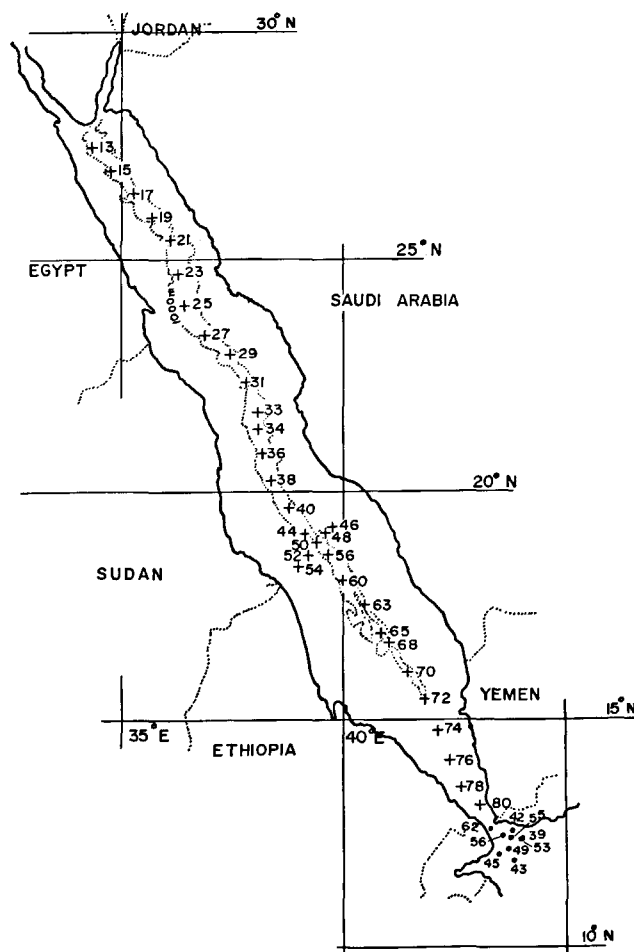 JORDAN
30°N
+13
+15
+17
+19
+21
25°N
EGYPT
+23
SAUDI ARABIA
1000m
+25
+27
+29
+31
+33
+34
+36
+38
20°N
+40
+46
44+
+48
50+
52+
+56
+54
SUDAN
+60
+63
+65
+68
+70
+72
YEMEN
15°N
35°E
40°E
+74
ETHIOPIA
+76
+78
+80
62
42
55
56
39
53
49
45
43
10°N